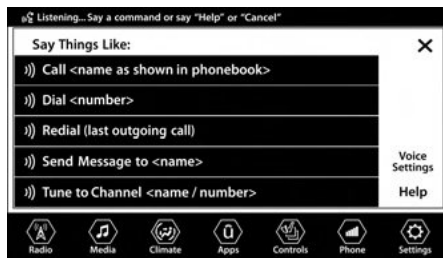 Listening... Say a command or say "Help" or "Cancel"
Say Things Like:
Call <name as shown in phonebook>
Dial <number>
Redial (last outgoing call)
Send Message to <name>
Tune to Channel <name / number>
Voice
Settings
Help
Radio Media Climate Apps Controls Phone Settings